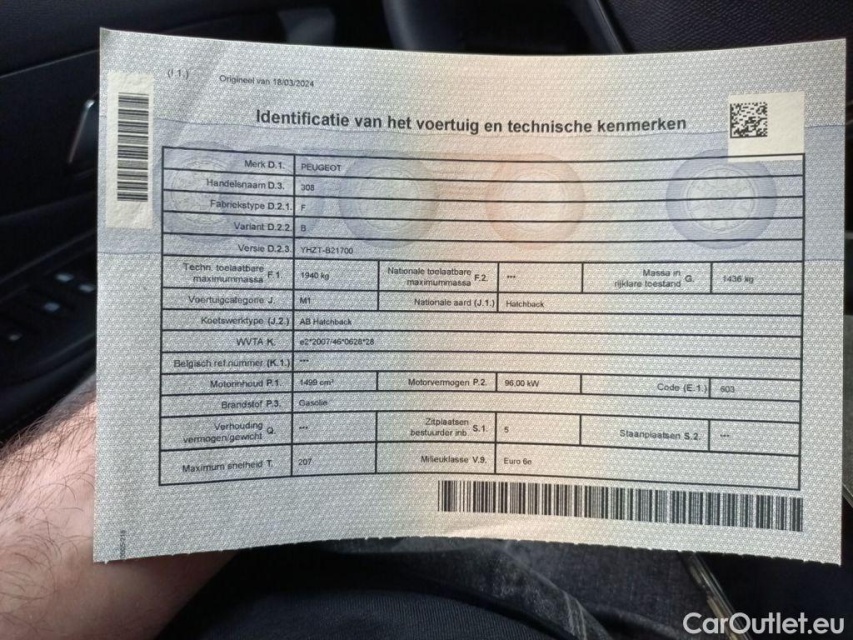 (I 1.)
Origineel van 18/03/2024
Identificatie van het voertuig en technische kenmerken
Merk D.1. PEUGEOT
Handelsnaam D.3. 308
Fabriekstype D.2.1. F
Variant D.2.2. B
Versie D.2.3. YHZT-B21700
Techn. toelaatbare maximummassa F.1. 1940 kg Nationale toelaatbare maximummassa F.2. --- Massa in rijklare toestand G. 1436 kg
Voertuigcategorie J. M1 Nationale aard (J.1.) Hatchback
Koetswerktype (J.2.) AB Hatchback
WVTA K. e2*2007/46*0628*28
Belgisch ref.nummer (K.1.) ---
Motorinhoud P.1. 1499 cm³ Motorvermogen P.2. 96,00 kW Code (E.1.) 603
Brandstof P.3. Gasolie
Verhouding vermogen/gewicht Q. --- Zitplaatsen bestuurder inb. S.1. 5 Staanplaatsen S.2. ---
Maximum snelheid T. 207 Milieuklasse V.9. Euro 6e
CarOutlet.eu